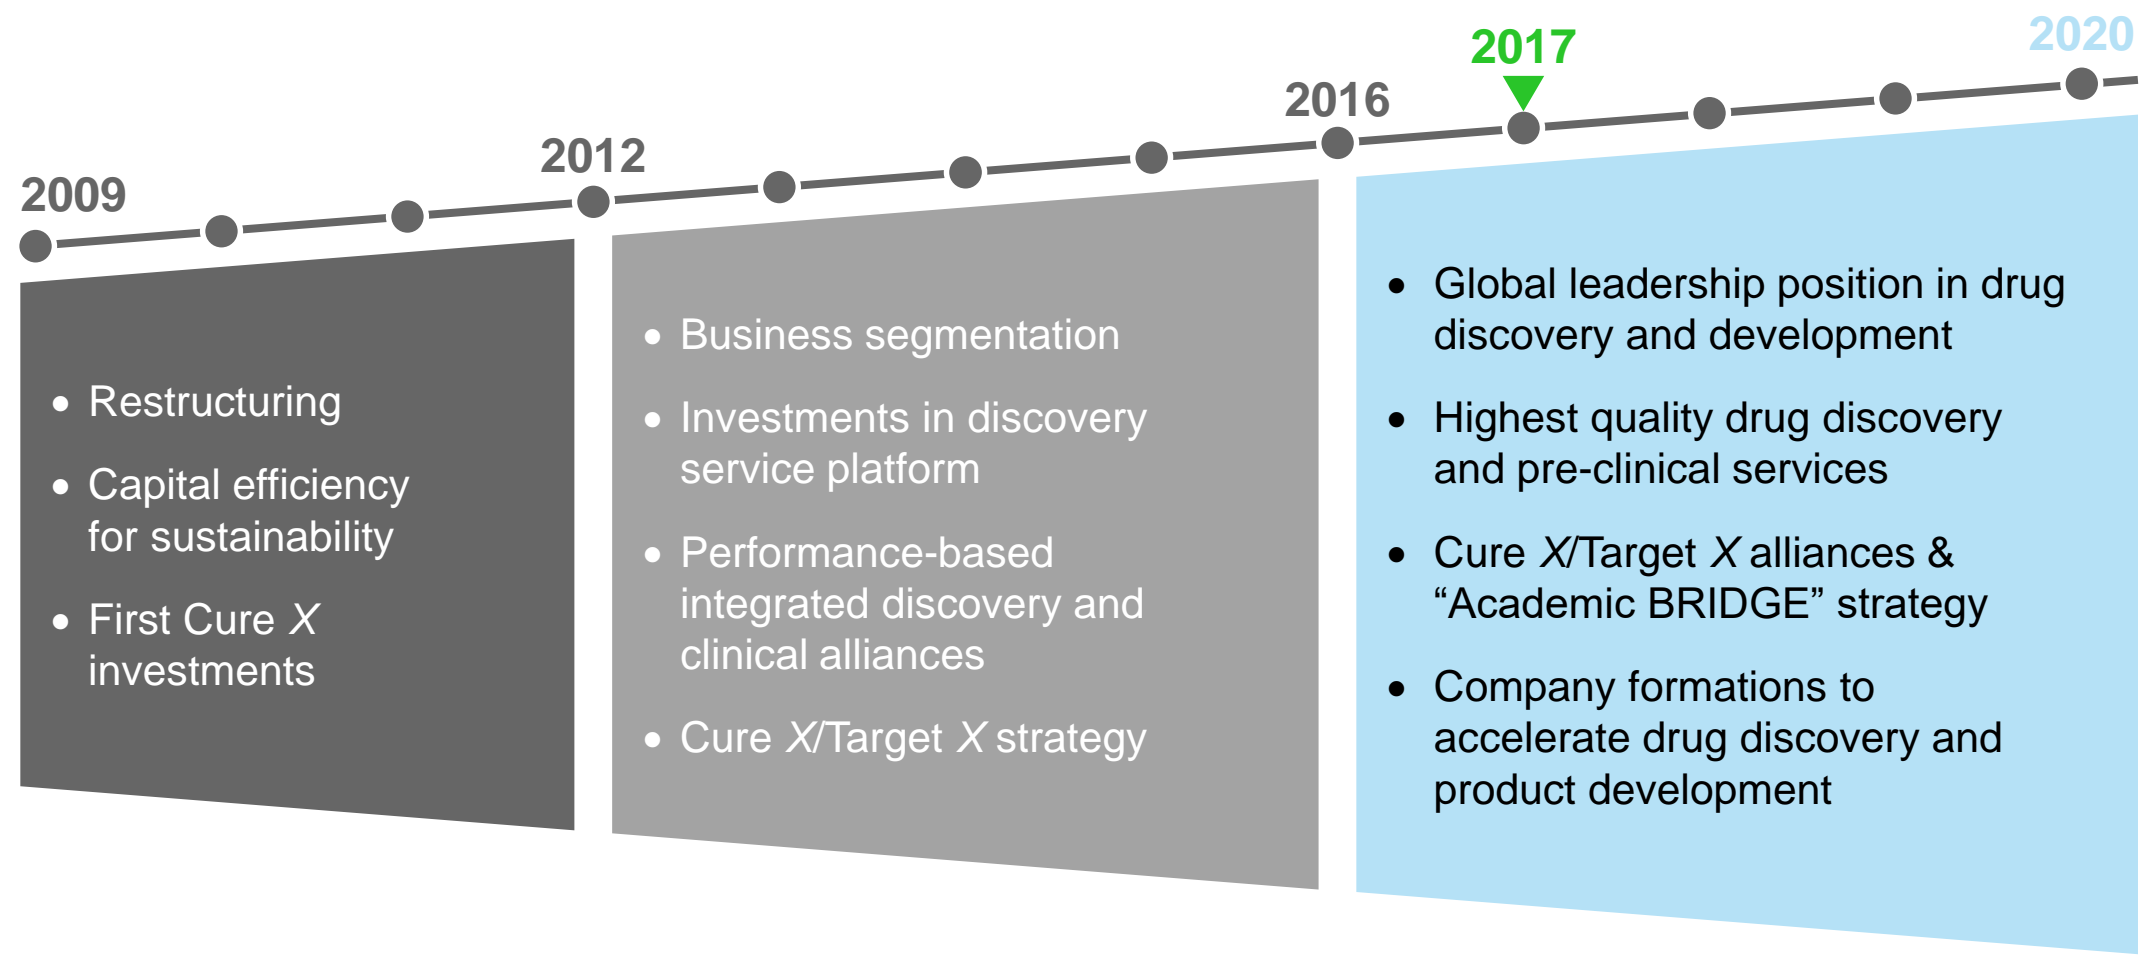 2009
2012
2016
2017
2020
• Restructuring
• Capital efficiency
for sustainability
• First Cure X
investments
• Business segmentation
• Investments in discovery
service platform
• Performance-based
integrated discovery and
clinical alliances
• Cure X/Target X strategy
• Global leadership position in drug
discovery and development
• Highest quality drug discovery
and pre-clinical services
• Cure X/Target X alliances &
“Academic BRIDGE” strategy
• Company formations to
accelerate drug discovery and
product development